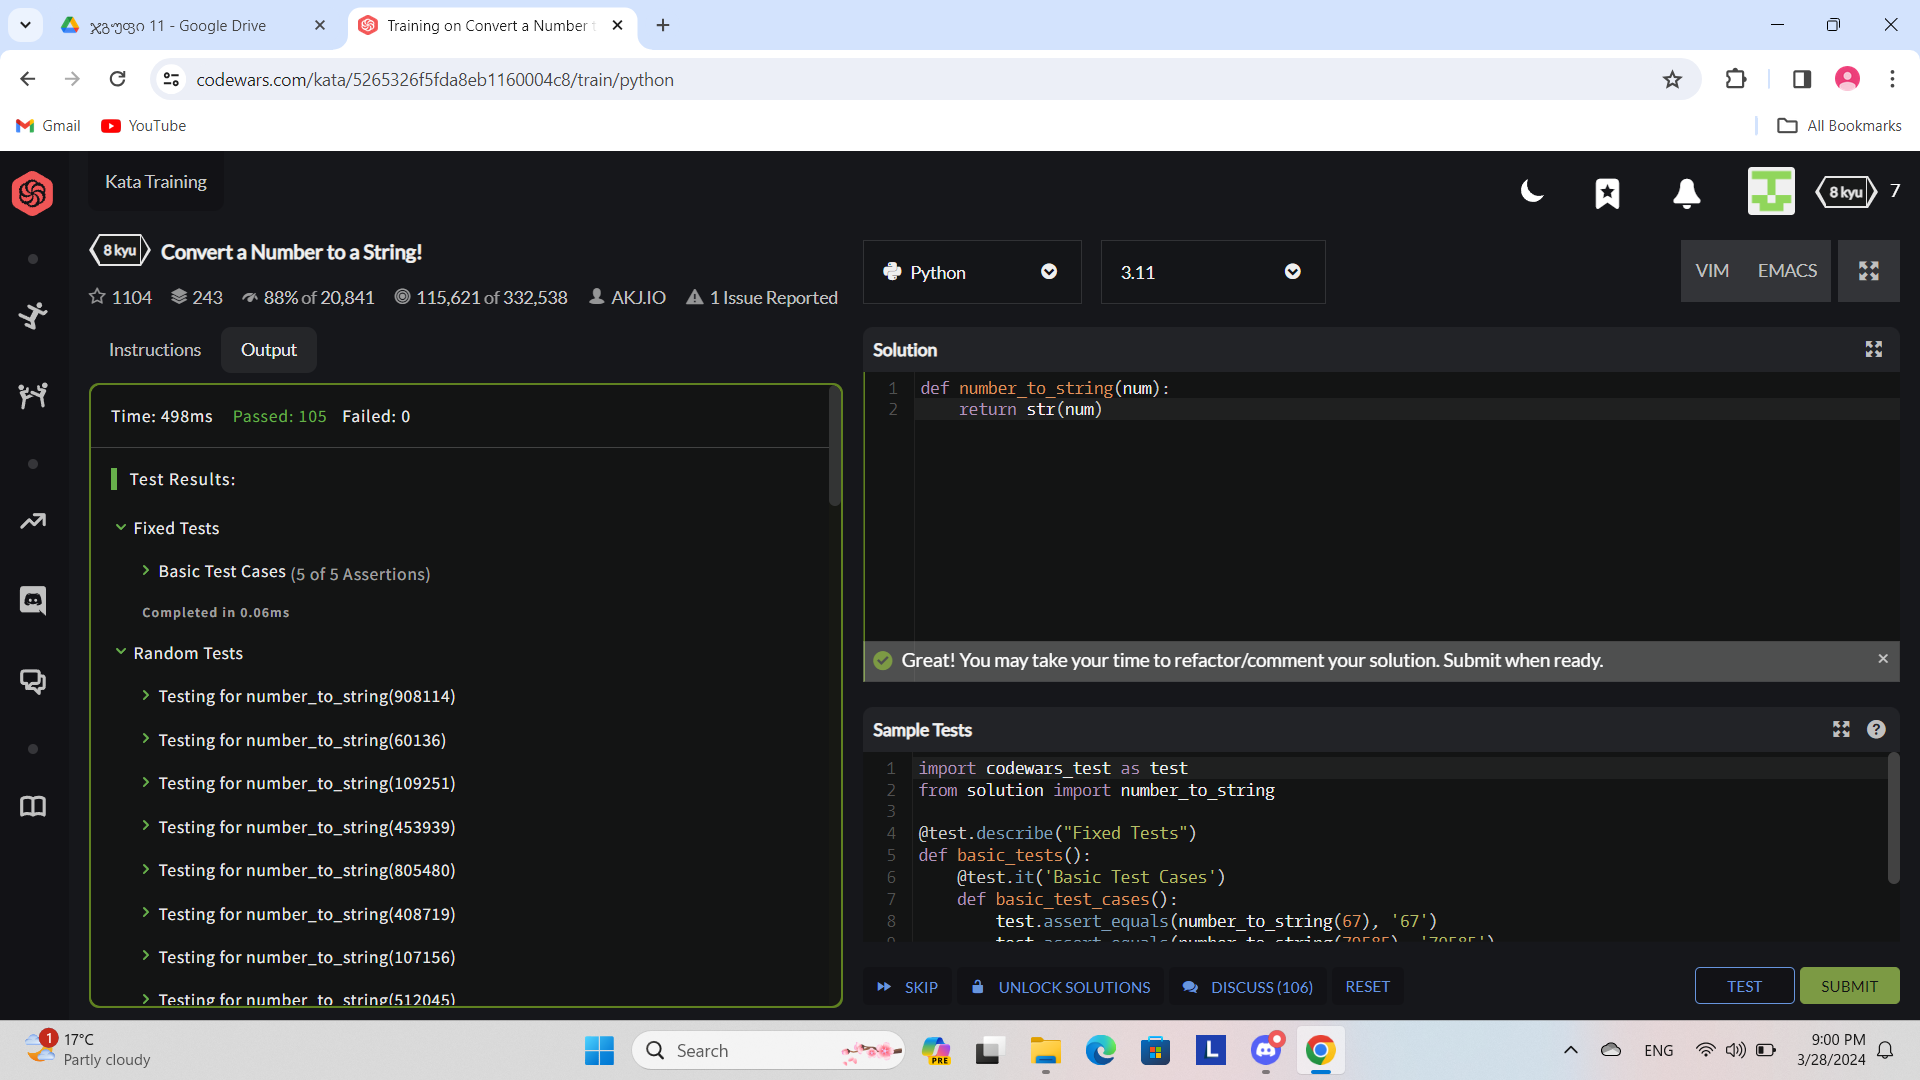 ჯგუფი 11 - Google Drive
Training on Convert a Number t
codewars.com/kata/5265326f5fda8eb1160004c8/train/python
Gmail
YouTube
All Bookmarks
Kata Training
8 kyu
7
8 kyu
Convert a Number to a String!
1104
243
88% of 20,841
115,621 of 332,538
AKJ.IO
1 Issue Reported
Python
3.11
VIM
EMACS
Instructions
Output
Time: 498ms
Passed: 105
Failed: 0
Test Results:
Fixed Tests
Basic Test Cases (5 of 5 Assertions)
Completed in 0.06ms
Random Tests
Testing for number_to_string(908114)
Testing for number_to_string(60136)
Testing for number_to_string(109251)
Testing for number_to_string(453939)
Testing for number_to_string(805480)
Testing for number_to_string(408719)
Testing for number_to_string(107156)
Testing for number_to_string(512045)
Solution
1 def number_to_string(num):
2 return str(num)
Great! You may take your time to refactor/comment your solution. Submit when ready.
Sample Tests
1 import codewars_test as test
2 from solution import number_to_string
3
4 @test.describe("Fixed Tests")
5 def basic_tests():
6 @test.it('Basic Test Cases')
7 def basic_test_cases():
8 test.assert_equals(number_to_string(67), '67')
9 test.assert_equals(number_to_string(79585), '79585')
SKIP
UNLOCK SOLUTIONS
DISCUSS (106)
RESET
TEST
SUBMIT
1
17°C
Partly cloudy
Search
PRE
L
ENG
9:00 PM
3/28/2024